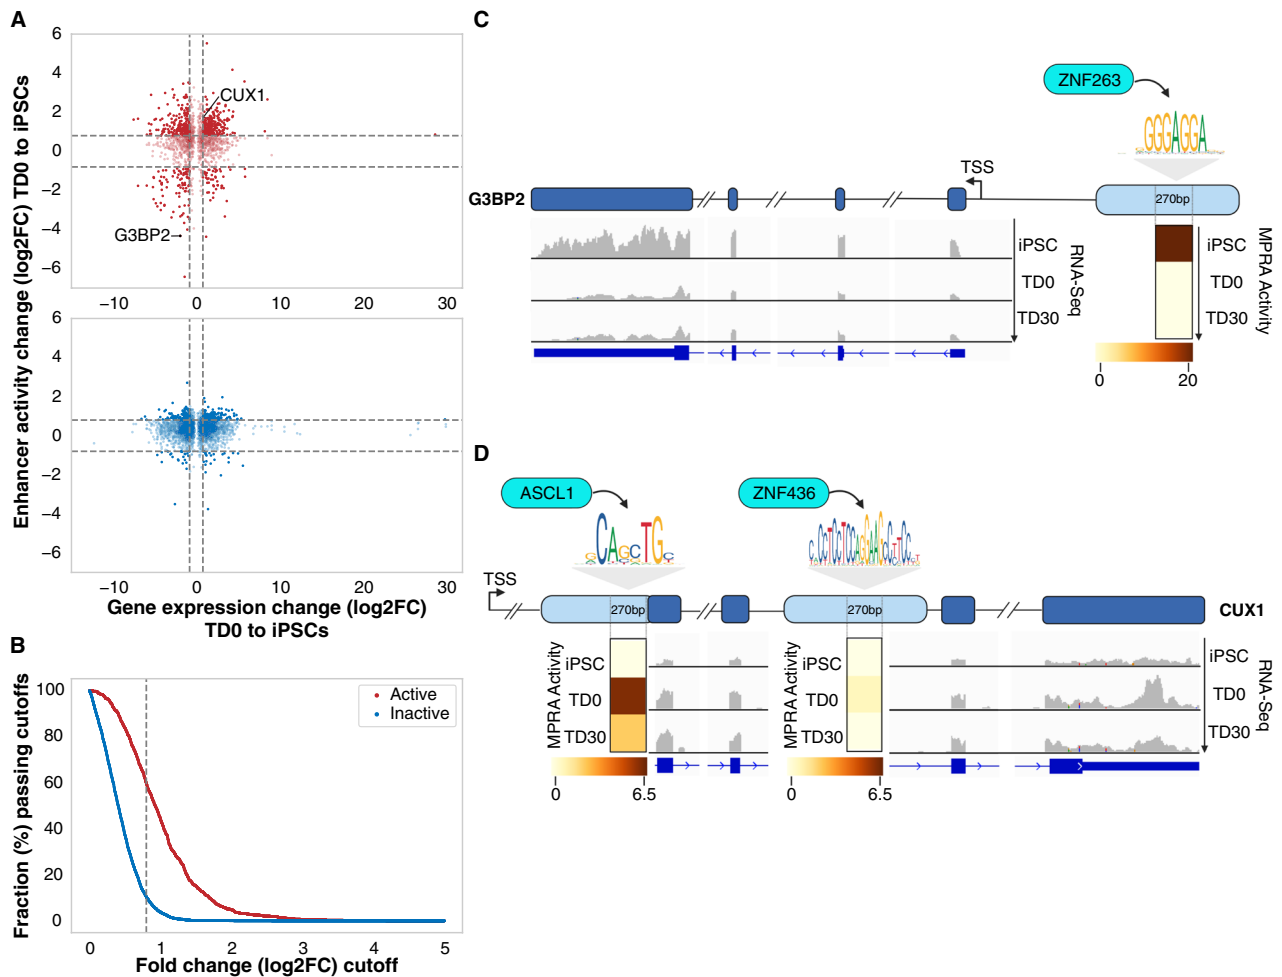 A
Enhancer activity change (log2FC) TD0 to iPSCs
6
4
2
0
−2
−4
−6
CUX1
G3BP2
−10
0
10
20
30
6
4
2
0
−2
−4
−6
−10
0
10
20
30
Gene expression change (log2FC)
TD0 to iPSCs
B
Fraction (%) passing cutoffs
100
80
60
40
20
0
Active
Inactive
0
1
2
3
4
5
Fold change (log2FC) cutoff
C
ZNF263
GGGAGGA
TSS
G3BP2
270bp
iPSC
TD0
TD30
RNA-Seq
iPSC
TD0
TD30
MPRA Activity
0
20
D
ASCL1
ZNF436
TSS
270bp
270bp
CUX1
MPRA Activity
iPSC
TD0
TD30
0
6.5
MPRA Activity
iPSC
TD0
TD30
0
6.5
iPSC
TD0
TD30
RNA-Seq